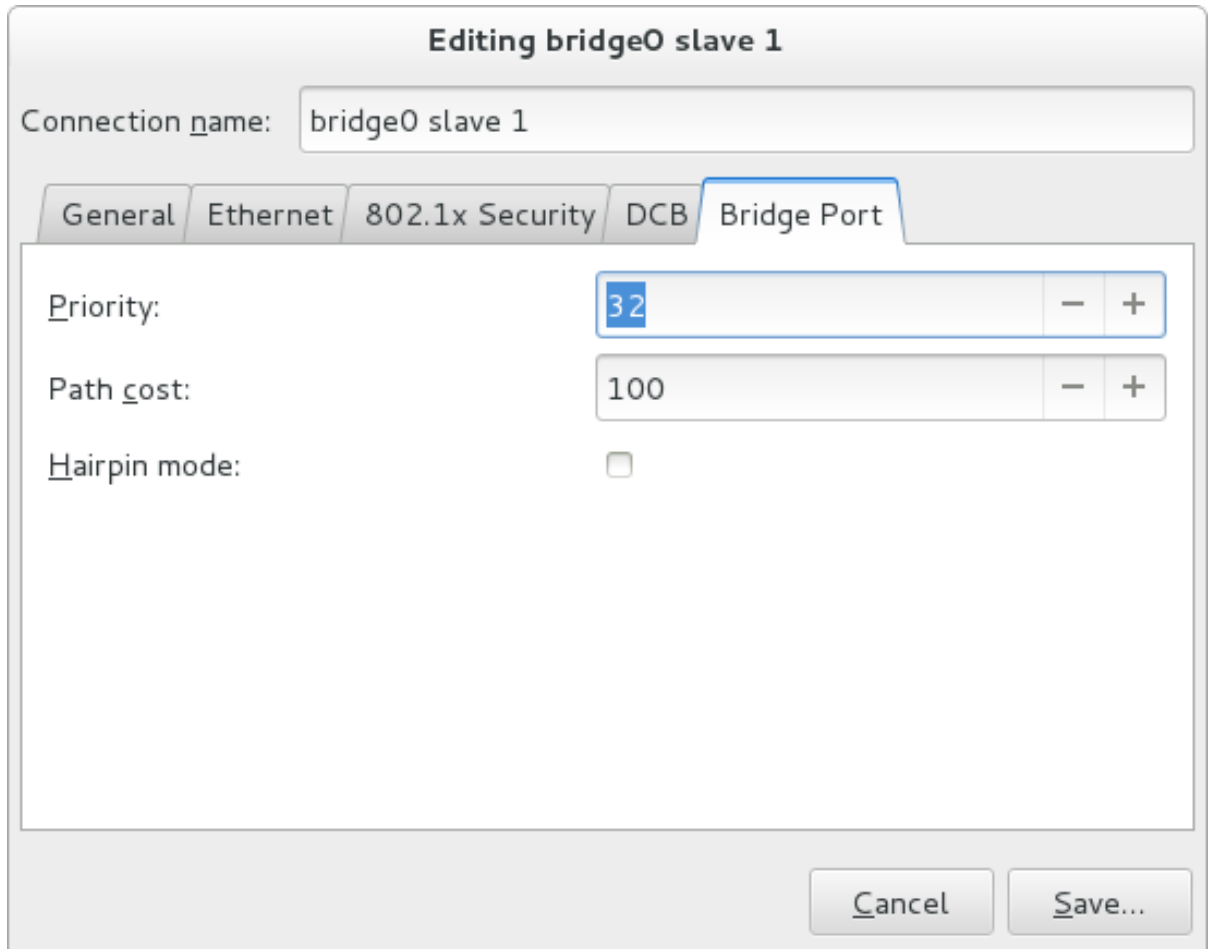 Editing bridge0 slave 1
Connection name: bridge0 slave 1
General Ethernet 802.1x Security DCB Bridge Port
Priority: 32 − +
Path cost: 100 − +
Hairpin mode:
Cancel Save...